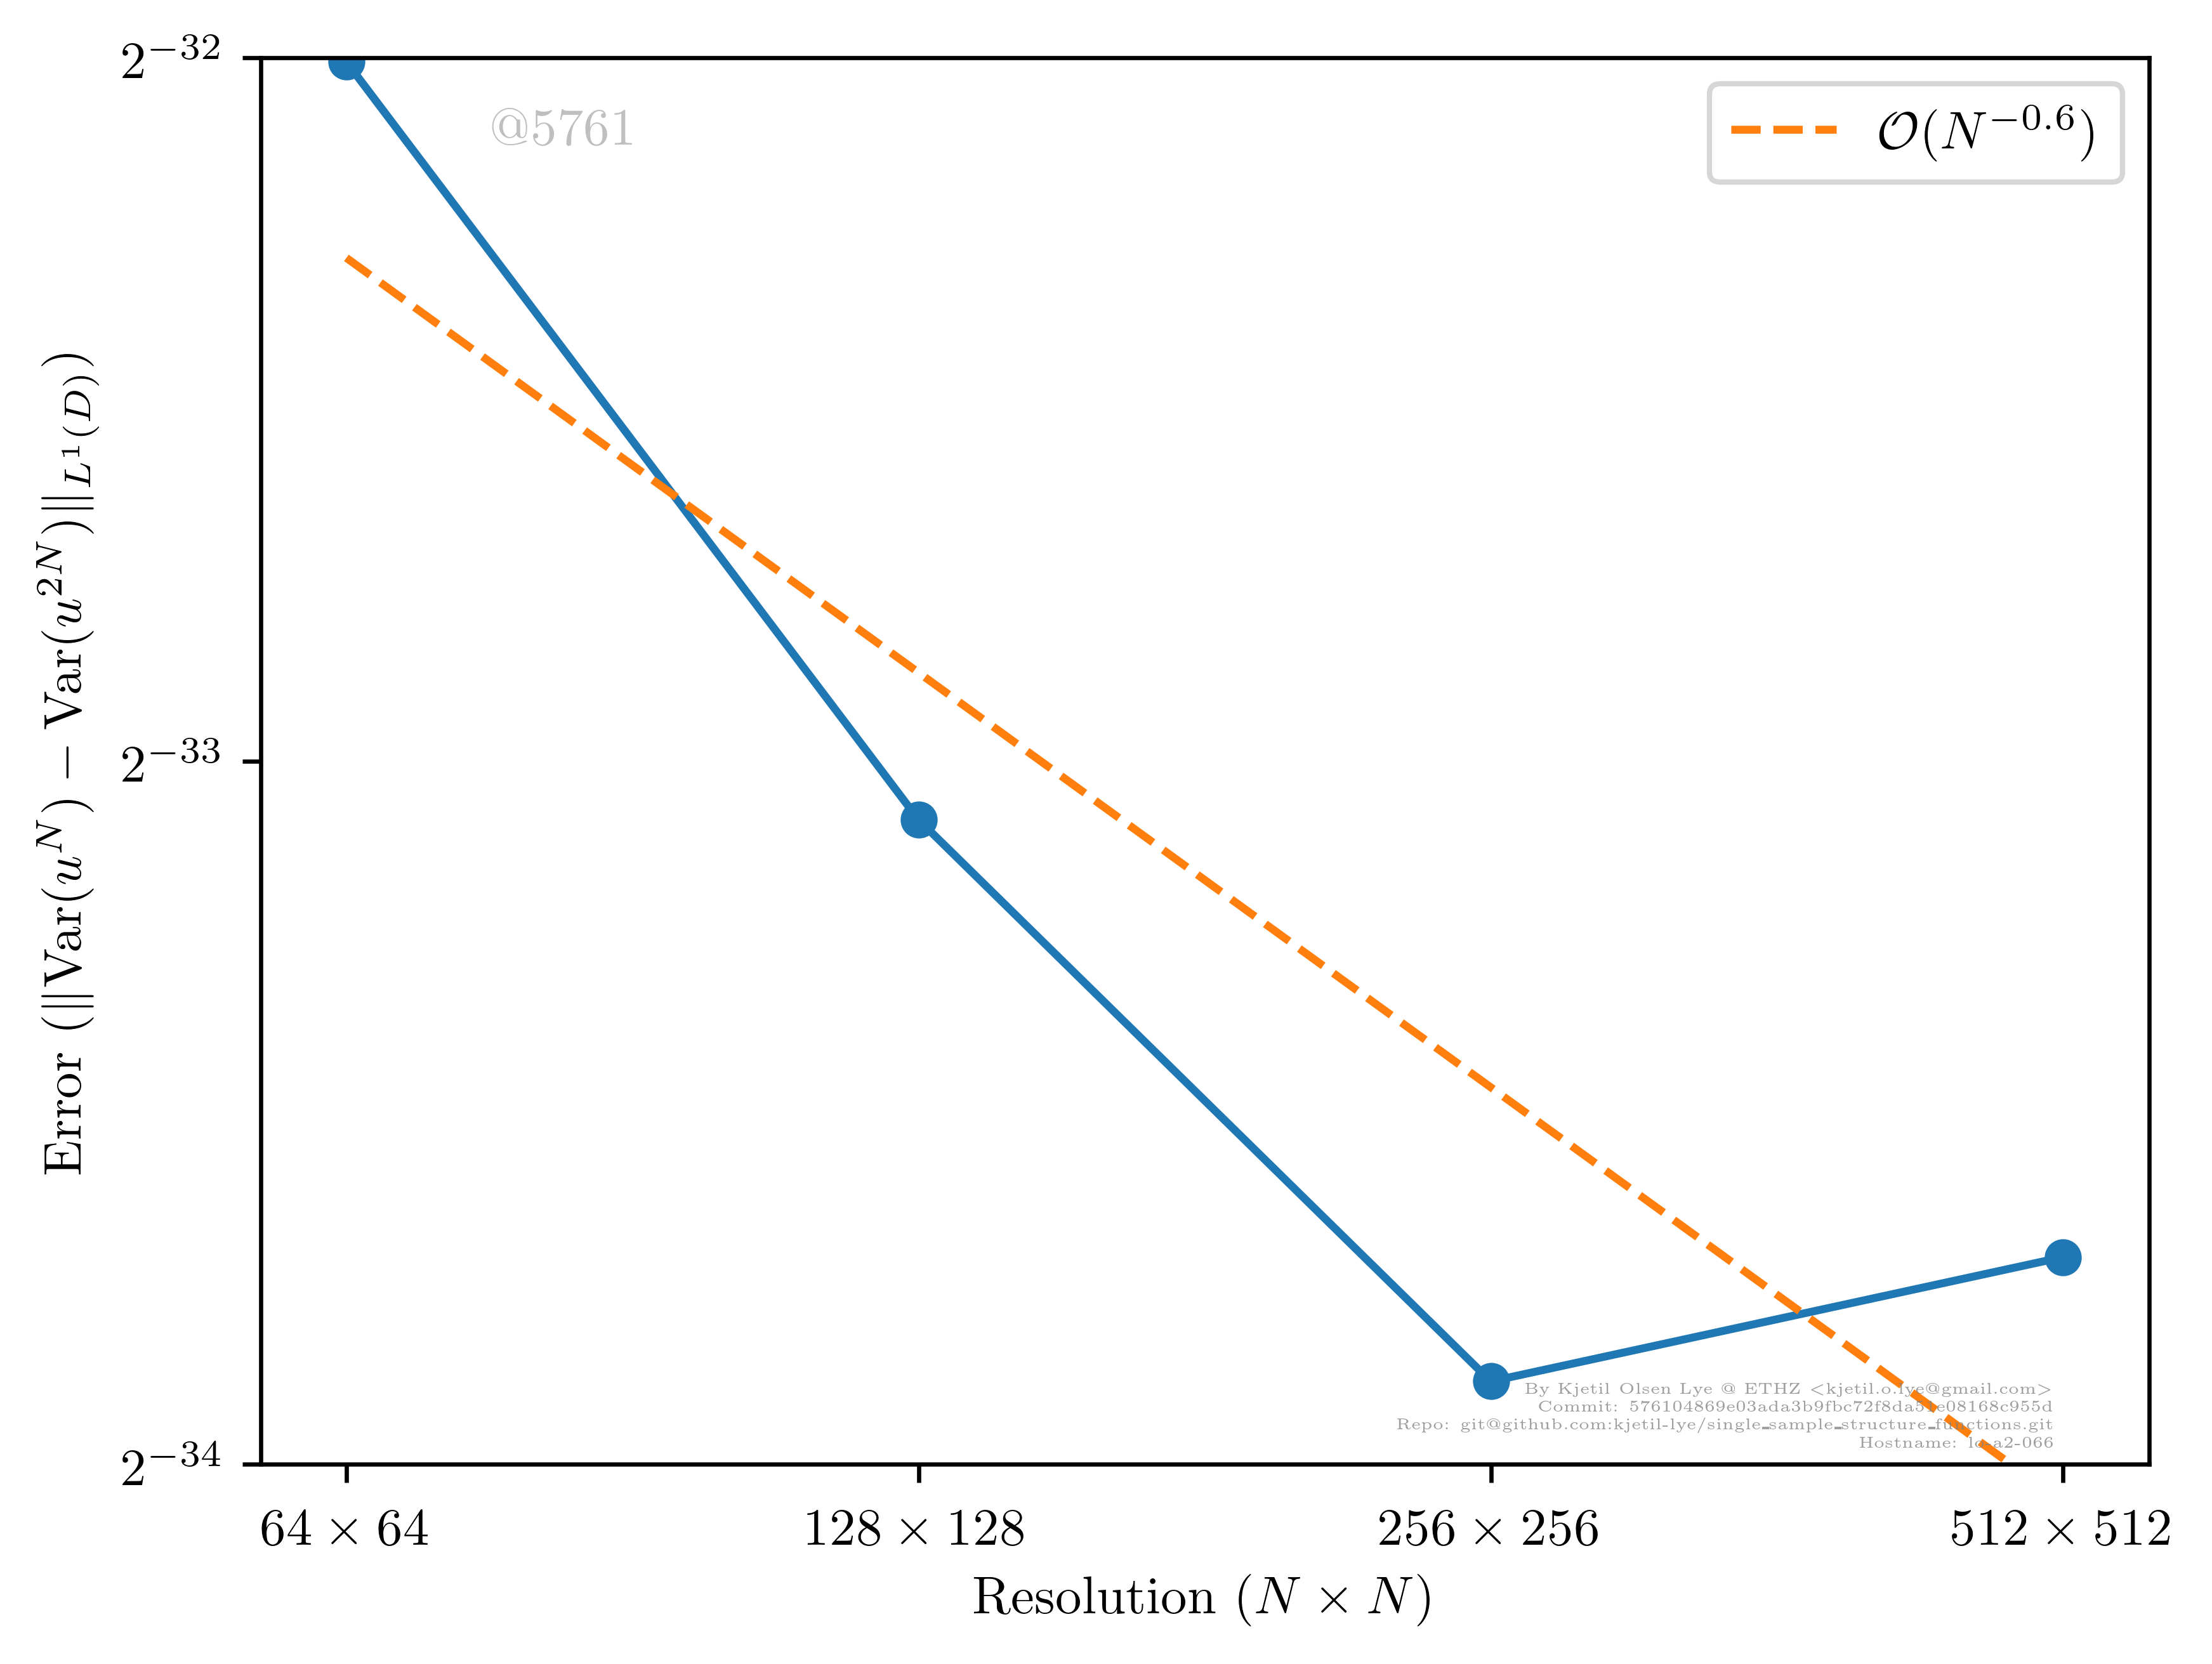 2^{-32}
@5761
O(N^{-0.6})
Error (||Var(u^N) − Var(u^{2N})||_{L^1(D)})
2^{-33}
2^{-34}
By Kjetil Olsen Lye @ ETHZ <kjetil.o.lye@gmail.com>
Commit:
Repo: git@github.com:kjetil-lye/single_sample_structure_functions.git
Hostname:
64 × 64
128 × 128
256 × 256
512 × 512
Resolution (N × N)